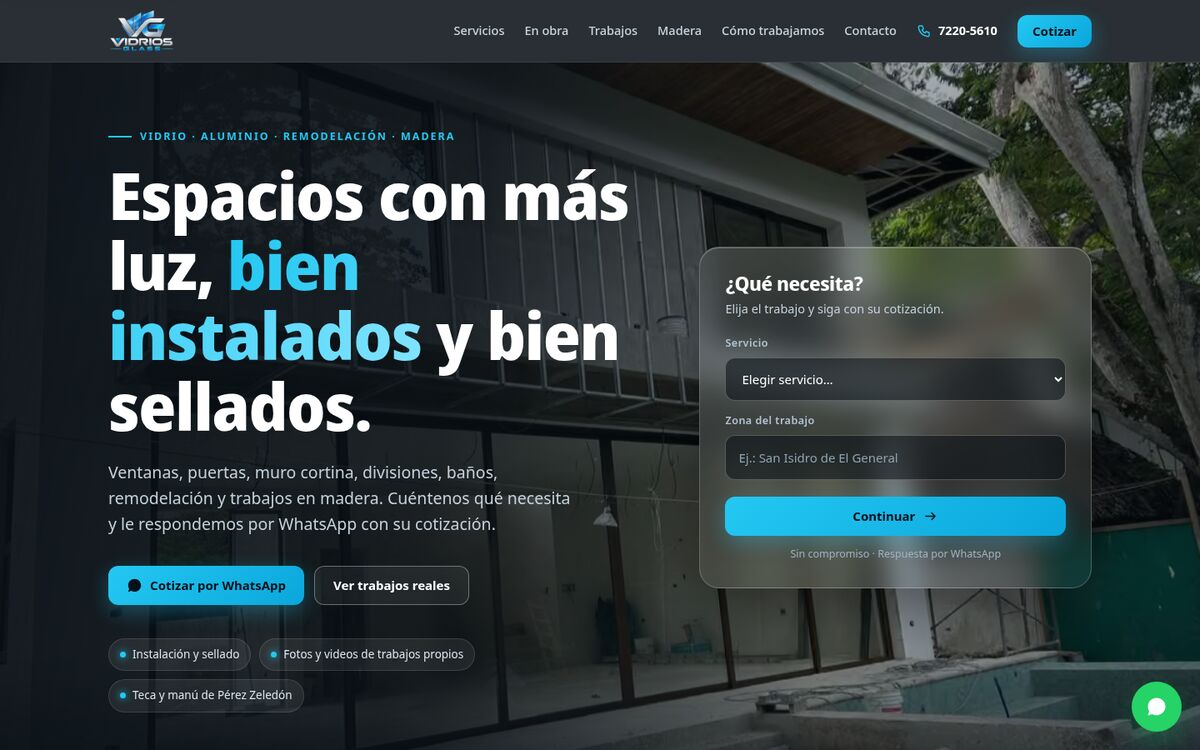 VG
VIDRIOS
GLASS
Servicios
En obra
Trabajos
Madera
Cómo trabajamos
Contacto
7220-5610
Cotizar
VIDRIO · ALUMINIO · REMODELACIÓN · MADERA
Espacios con más
luz, bien
instalados y bien
sellados.
Ventanas, puertas, muro cortina, divisiones, baños,
remodelación y trabajos en madera. Cuéntenos qué necesita
y le respondemos por WhatsApp con su cotización.
Cotizar por WhatsApp
Ver trabajos reales
Instalación y sellado
Fotos y videos de trabajos propios
Teca y manú de Pérez Zeledón
¿Qué necesita?
Elija el trabajo y siga con su cotización.
Servicio
Elegir servicio...
Zona del trabajo
Ej.: San Isidro de El General
Continuar →
Sin compromiso · Respuesta por WhatsApp